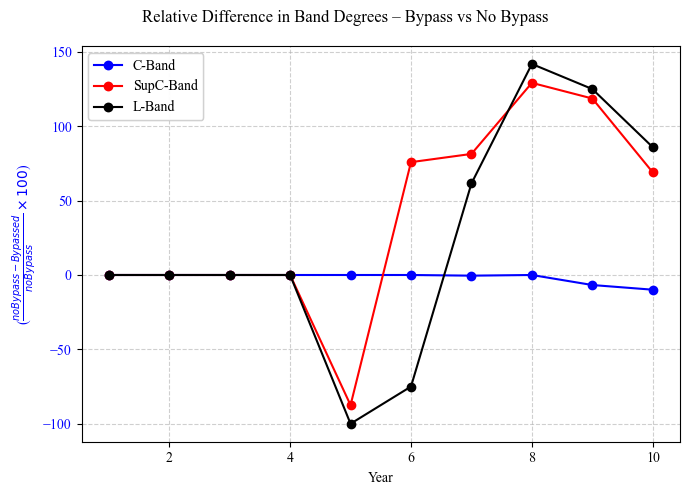 Relative Difference in Band Degrees – Bypass vs No Bypass
150
100
50
0
−50
−100
(noBypass − Bypassed / noBypass × 100)
C-Band
SupC-Band
L-Band
2 4 6 8 10
Year